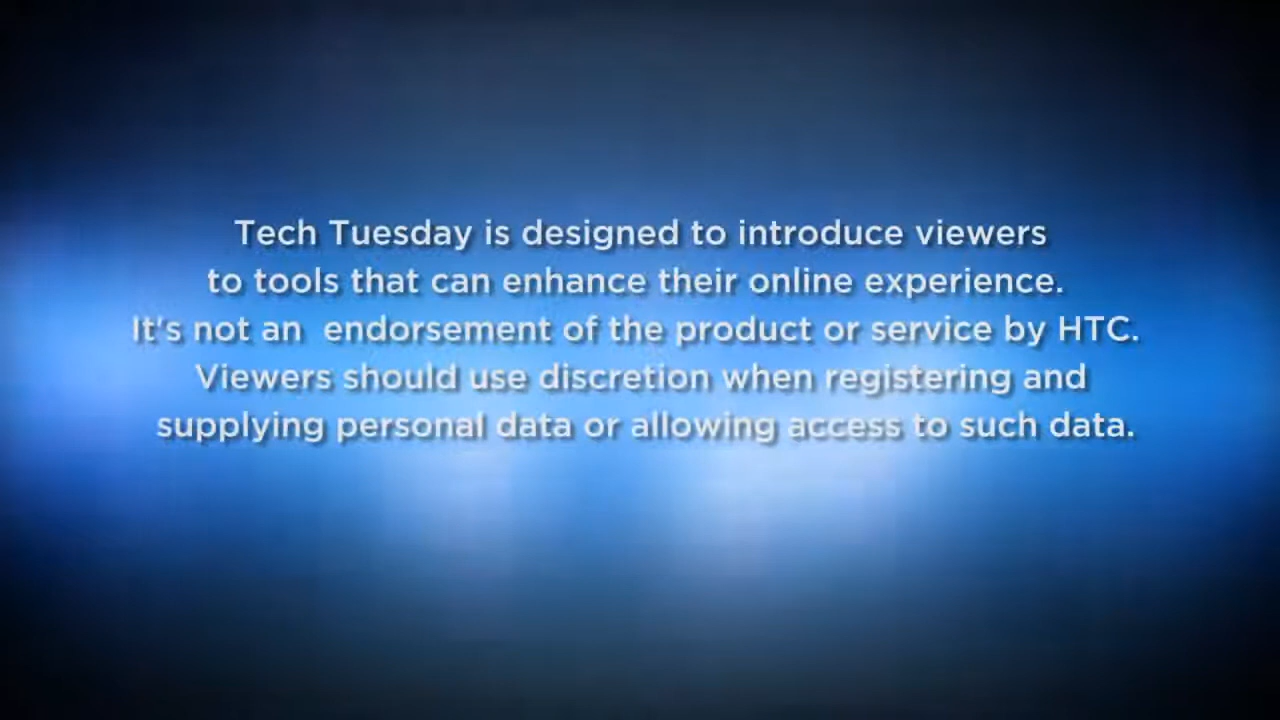 Tech Tuesday is designed to introduce viewers
to tools that can enhance their online experience.
It's not an  endorsement of the product or service by HTC.
Viewers should use discretion when registering and
supplying personal data or allowing access to such data.